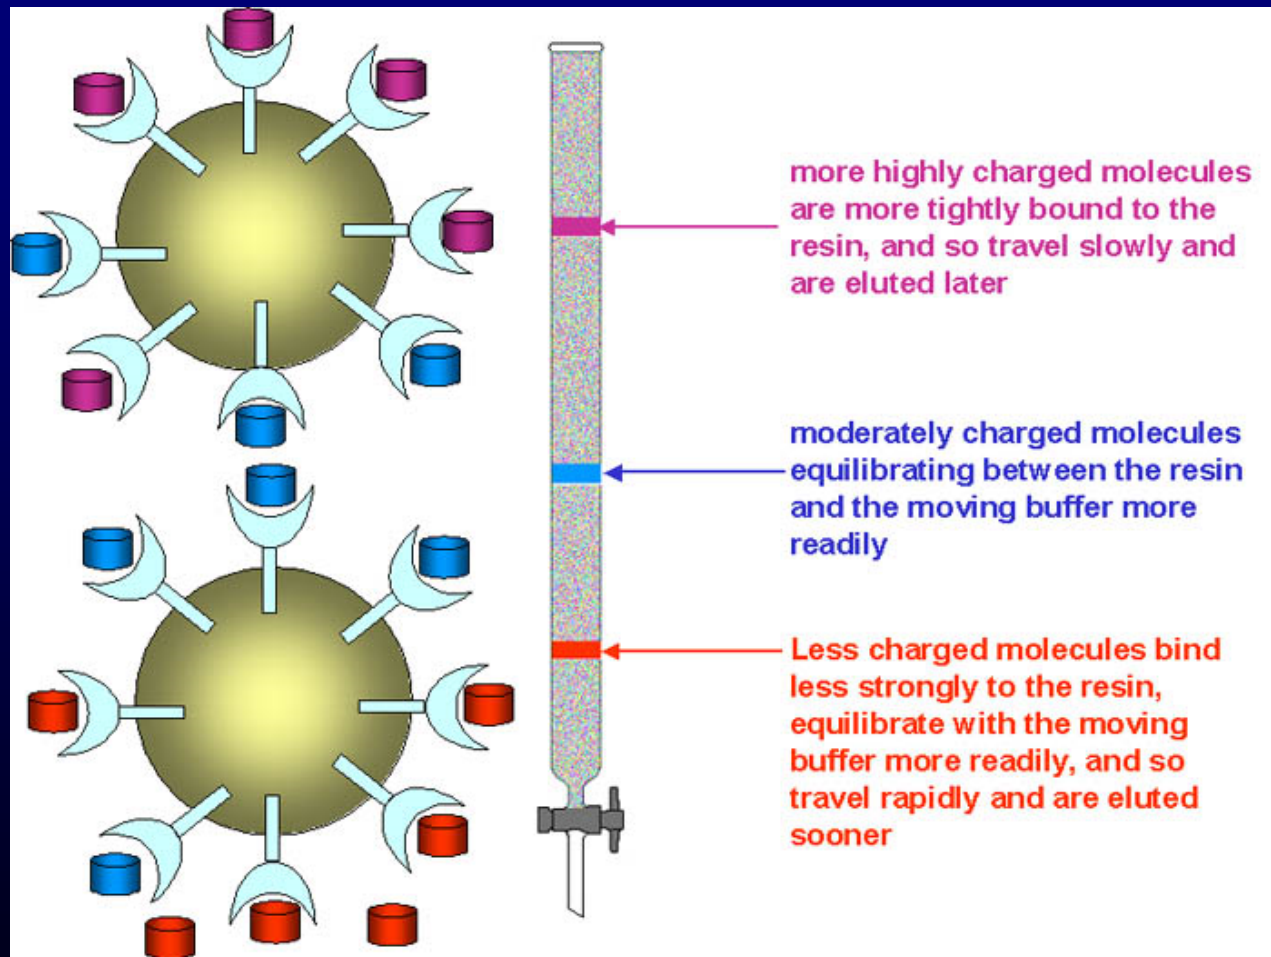 more highly charged molecules
are more tightly bound to the
resin, and so travel slowly and
are eluted later
moderately charged molecules
equilibrating between the resin
and the moving buffer more
readily
Less charged molecules bind
less strongly to the resin,
equilibrate with the moving
buffer more readily, and so
travel rapidly and are eluted
sooner